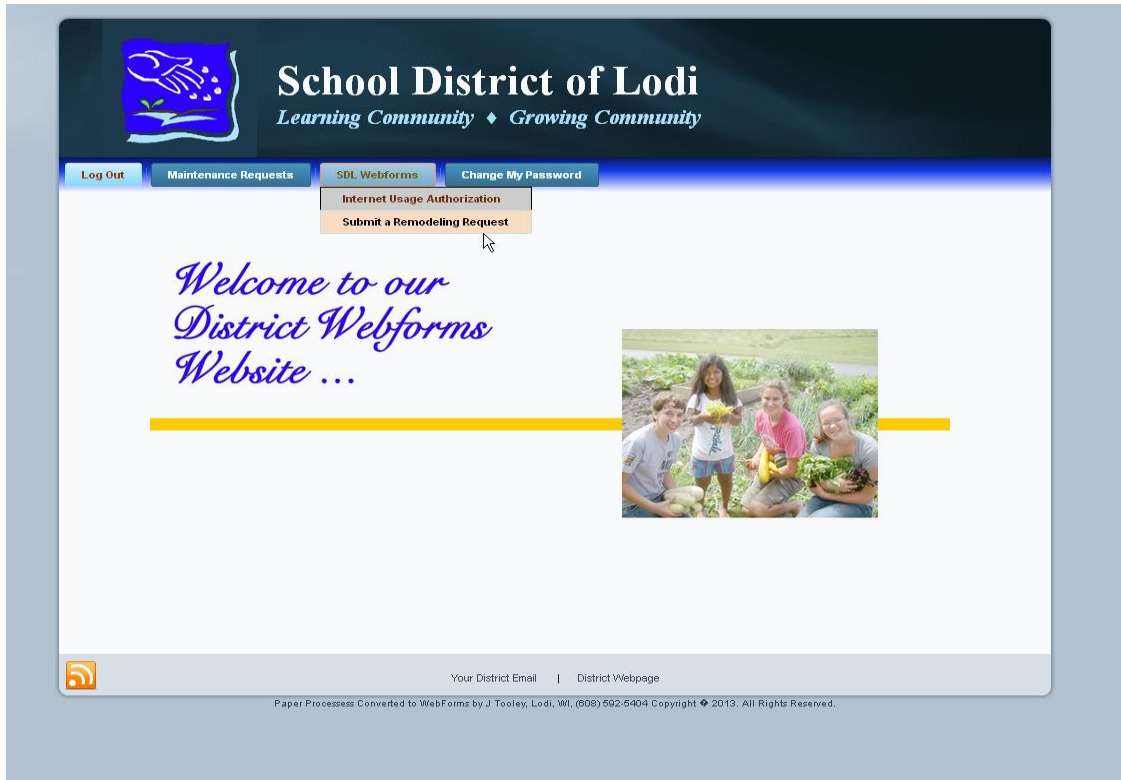 School District of Lodi
Learning Community ♦ Growing Community
Log Out Maintenance Requests SDL Webforms Change My Password
Internet Usage Authorization
Submit a Remodeling Request
Welcome to our
District Webforms
Website ...
Your District Email | District Webpage
Paper Processess Converted to WebForms by J Tooley, Lodi, WI, (608) 592-5404 Copyright � 2013. All Rights Reserved.